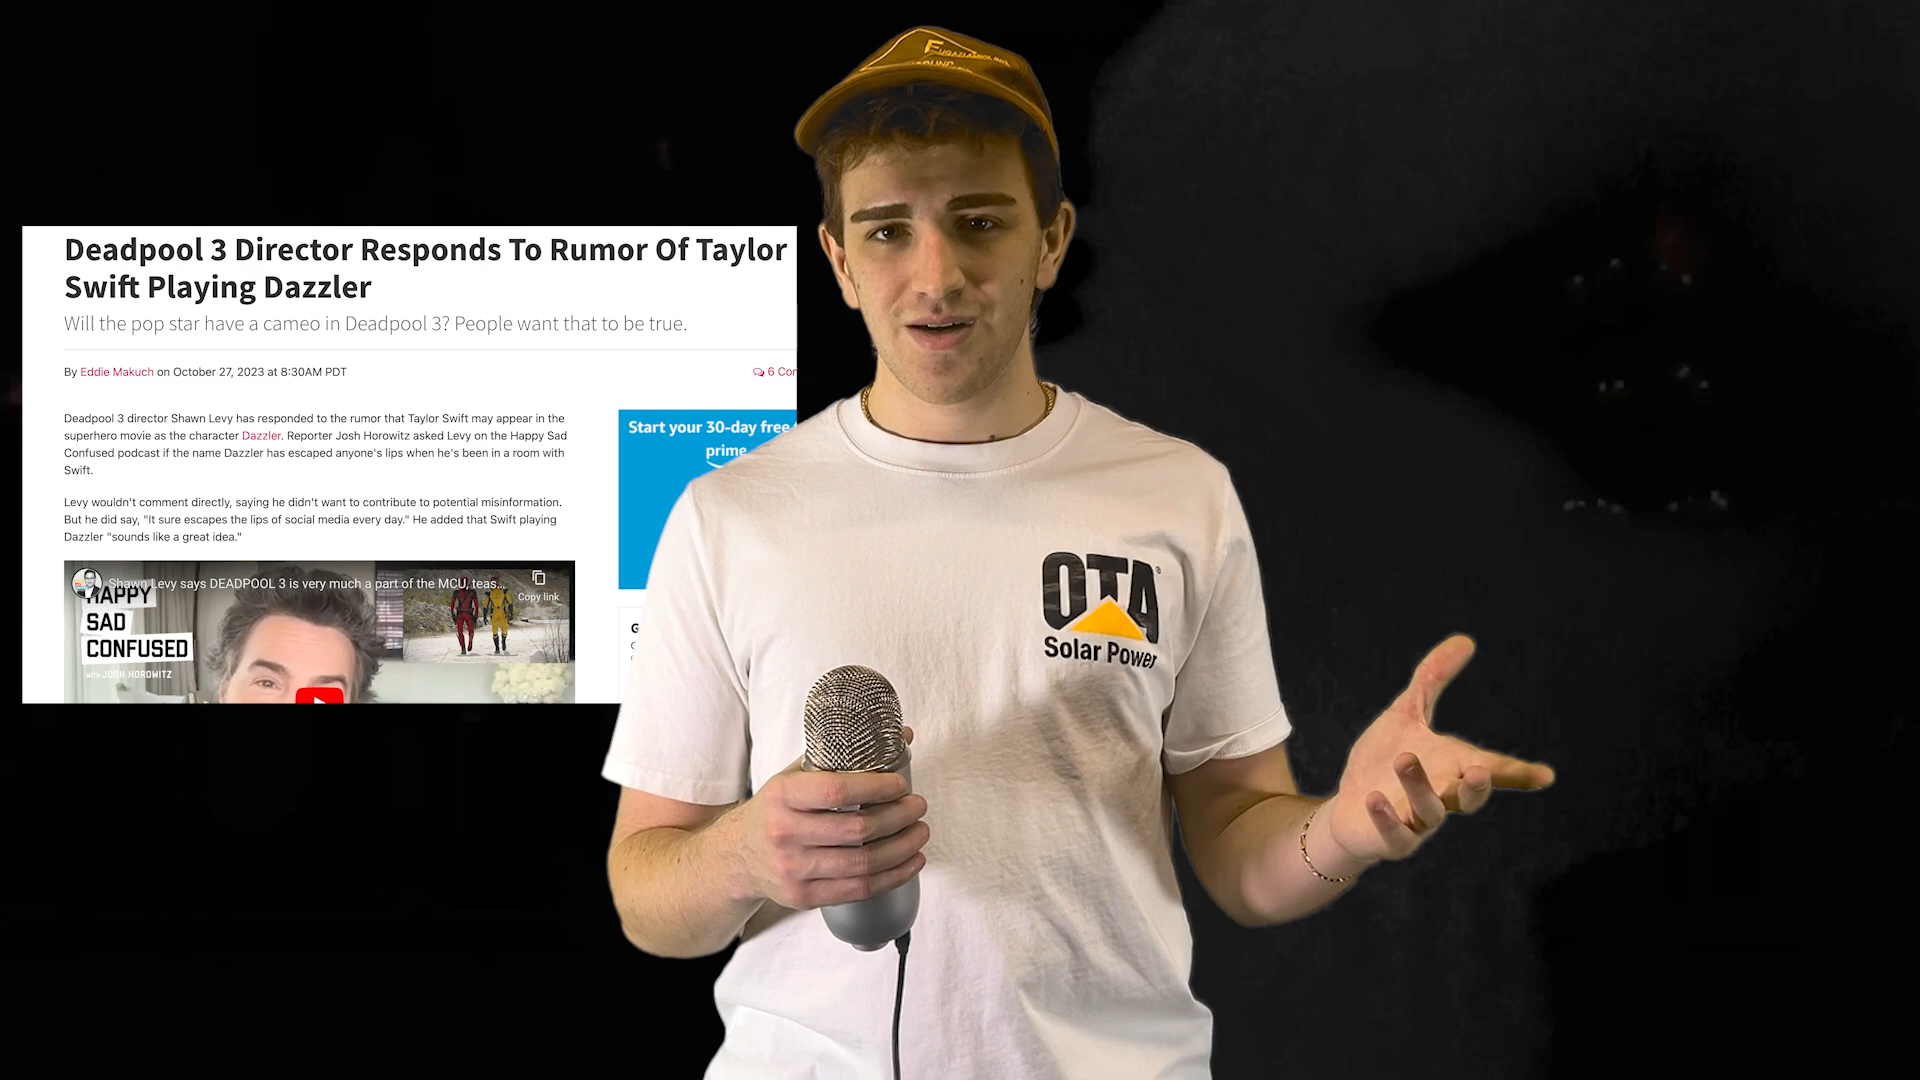 Deadpool 3 Director Responds To Rumor Of Taylor
Swift Playing Dazzler
Will the pop star have a cameo in Deadpool 3? People want that to be true.
By Eddie Makuch on October 27, 2023 at 8:30AM PDT
6 Con
Deadpool 3 director Shawn Levy has responded to the rumor that Taylor Swift may appear in the
superhero movie as the character Dazzler. Reporter Josh Horowitz asked Levy on the Happy Sad
Confused podcast if the name Dazzler has escaped anyone's lips when he's been in a room with
Swift.
Levy wouldn't comment directly, saying he didn't want to contribute to potential misinformation.
But he did say, "It sure escapes the lips of social media every day." He added that Swift playing
Dazzler "sounds like a great idea."
Start your 30-day free
prime
Shawn Levy says DEADPOOL 3 is very much a part of the MCU, teas...
Copy link
HAPPY
SAD
CONFUSED
WITH JOSH HOROWITZ
G
OTA®
Solar Power